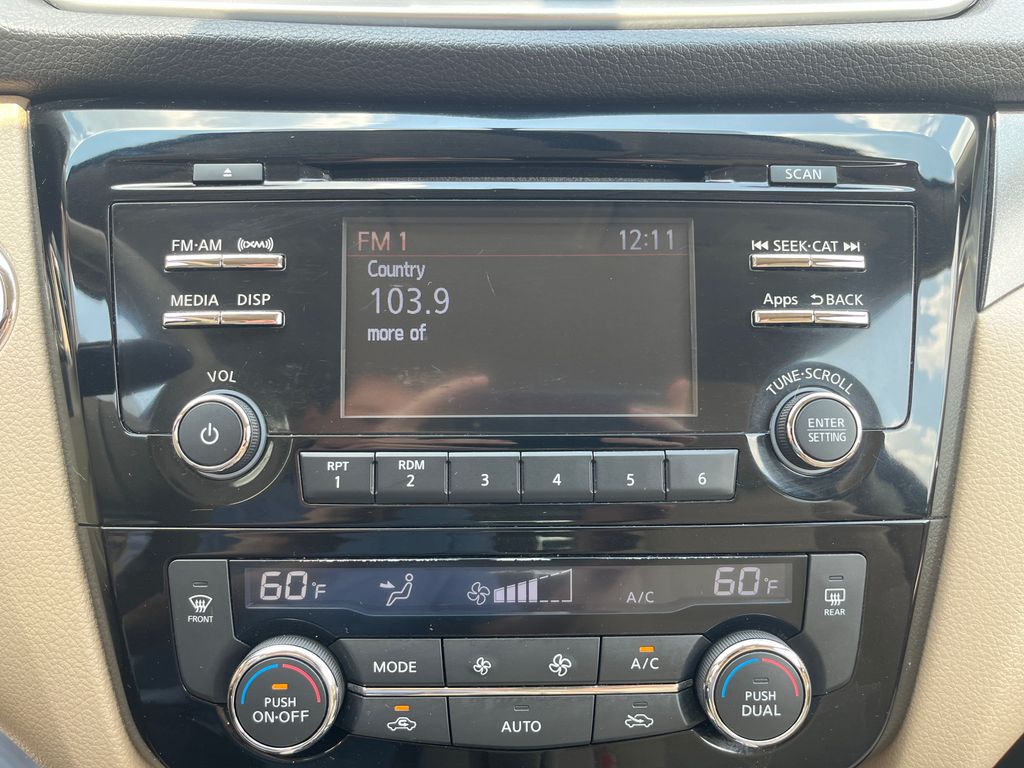 SCAN
FM·AM ((XM)) SEEK·CAT
MEDIA DISP
Apps BACK
FM 1 12:11
Country
103.9
more of
VOL
TUNE·SCROLL
ENTER
SETTING
RPT RDM
1 2 3 4 5 6
60°F A/C 60°F
FRONT
REAR
MODE
A/C
PUSH
ON·OFF
AUTO
PUSH
DUAL